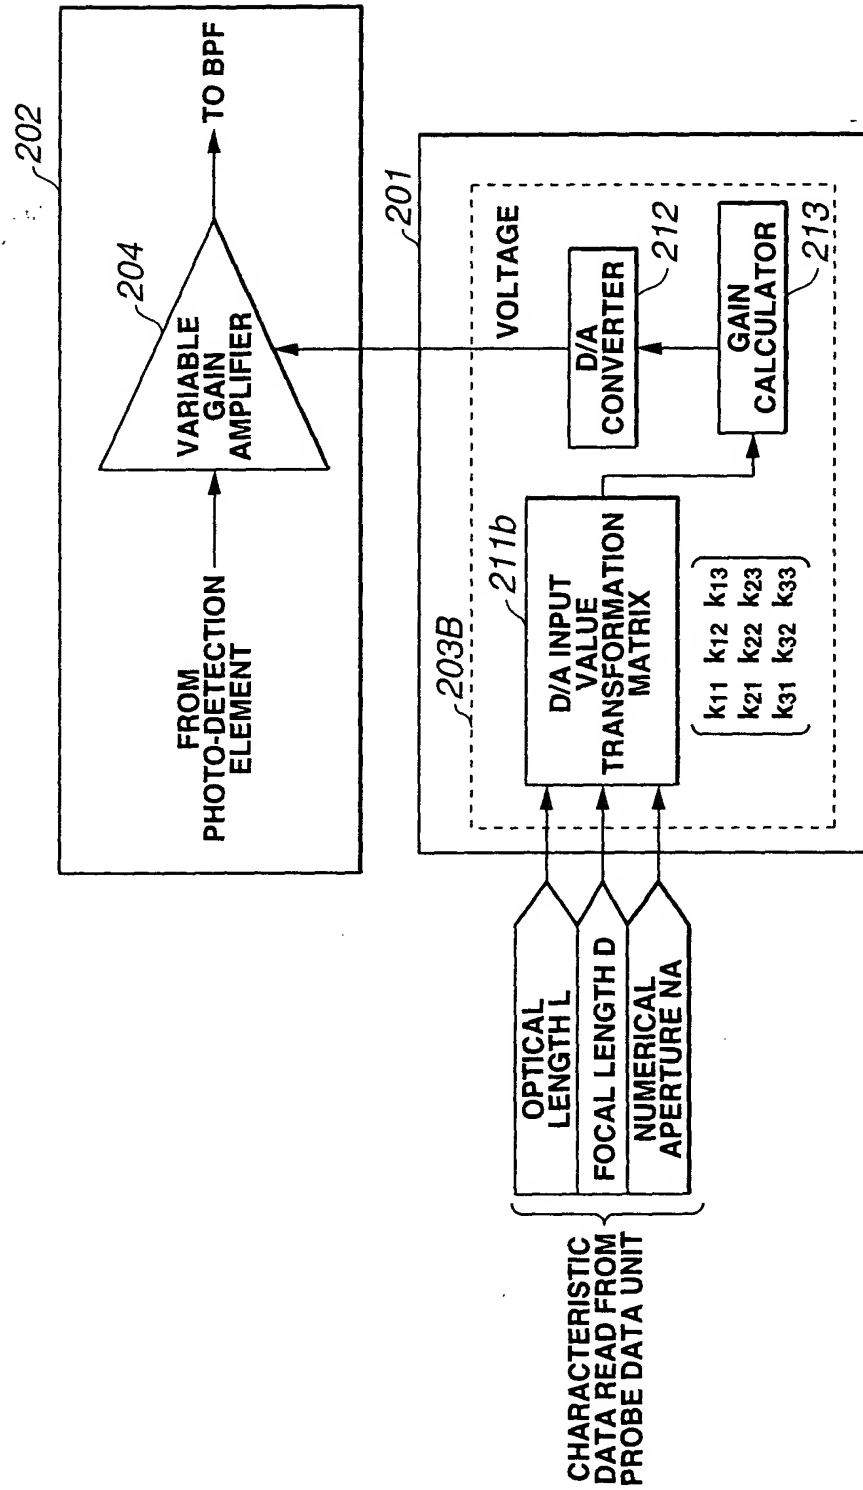 202
204
FROM
PHOTO-DETECTION
ELEMENT
VARIABLE
GAIN
AMPLIFIER
TO BPF
201
203B
VOLTAGE
211b
D/A INPUT
VALUE
TRANSFORMATION
MATRIX
D/A
CONVERTER
212
GAIN
CALCULATOR
213
k11 k12 k13
k21 k22 k23
k31 k32 k33
OPTICAL
LENGTH L
FOCAL LENGTH D
NUMERICAL
APERTURE NA
CHARACTERISTIC
DATA READ FROM
PROBE DATA UNIT